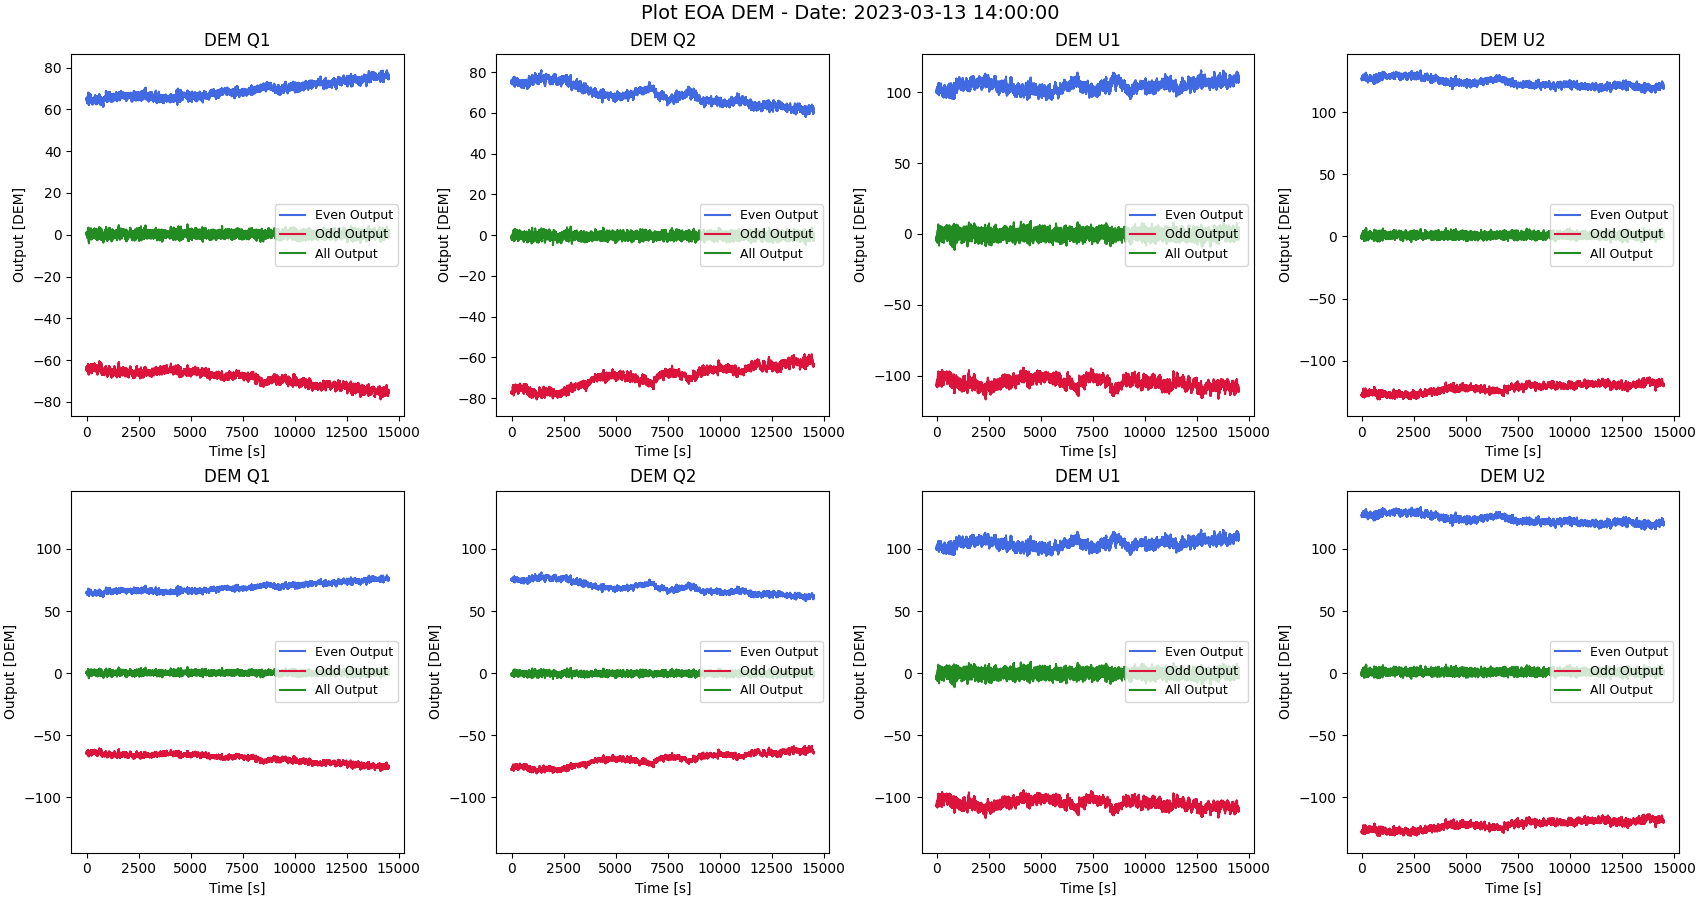 Plot EOA DEM - Date: 2023-03-13 14:00:00
DEM Q1
DEM Q2
DEM U1
DEM U2
Output [DEM]
80
60
40
20
0
−20
−40
−60
−80
Even Output
Odd Output
All Output
0 2500 5000 7500 10000 12500 15000
Time [s]
Output [DEM]
80
60
40
20
0
−20
−40
−60
−80
Even Output
Odd Output
All Output
0 2500 5000 7500 10000 12500 15000
Time [s]
Output [DEM]
100
50
0
−50
−100
Even Output
Odd Output
All Output
0 2500 5000 7500 10000 12500 15000
Time [s]
Output [DEM]
100
50
0
−50
−100
Even Output
Odd Output
All Output
0 2500 5000 7500 10000 12500 15000
Time [s]
DEM Q1
DEM Q2
DEM U1
DEM U2
Output [DEM]
100
50
0
−50
−100
Even Output
Odd Output
All Output
0 2500 5000 7500 10000 12500 15000
Time [s]
Output [DEM]
100
50
0
−50
−100
Even Output
Odd Output
All Output
0 2500 5000 7500 10000 12500 15000
Time [s]
Output [DEM]
100
50
0
−50
−100
Even Output
Odd Output
All Output
0 2500 5000 7500 10000 12500 15000
Time [s]
Output [DEM]
100
50
0
−50
−100
Even Output
Odd Output
All Output
0 2500 5000 7500 10000 12500 15000
Time [s]